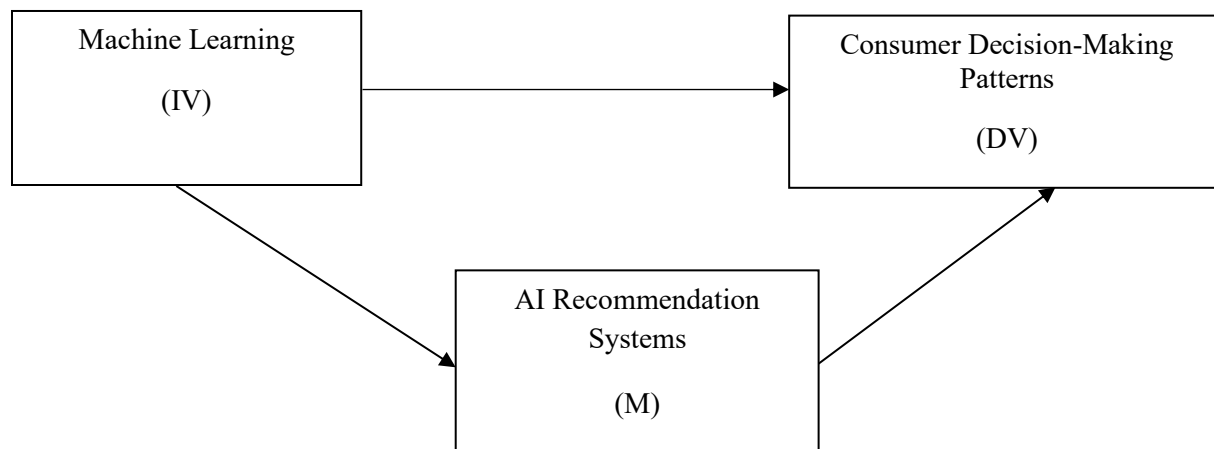 Machine Learning
(IV)
Consumer Decision-Making
Patterns
(DV)
AI Recommendation
Systems
(M)